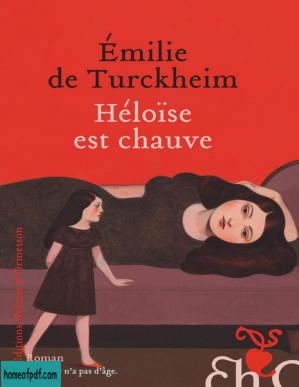 Émilie
de Turckheim
Héloïse
est chauve
Éditions Héloïse d'Ormesson
Roman
n'a pas d'âge.
homeofpdf.com
EhO